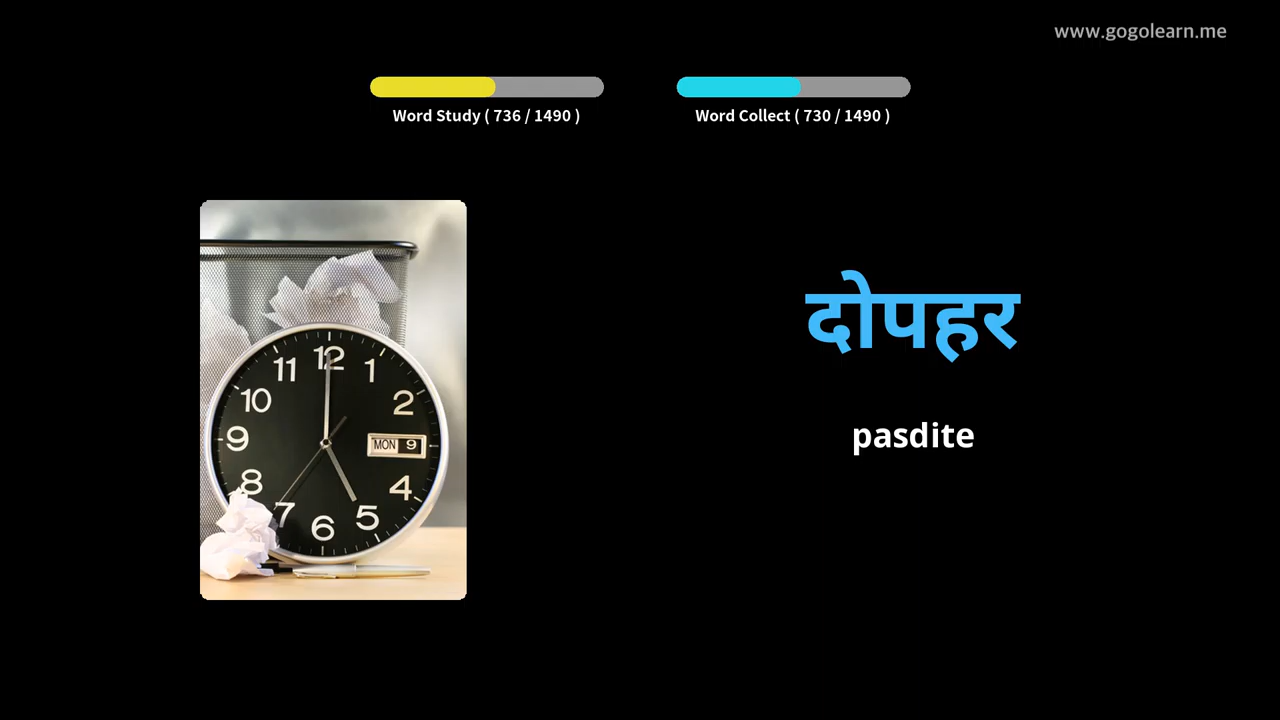 www.gogolearn.me
Word Study ( 736 / 1490 )
Word Collect ( 730 / 1490 )
दोपहर
pasdite
12
11
1
10
2
9
MON 9
8
4
7
5
6